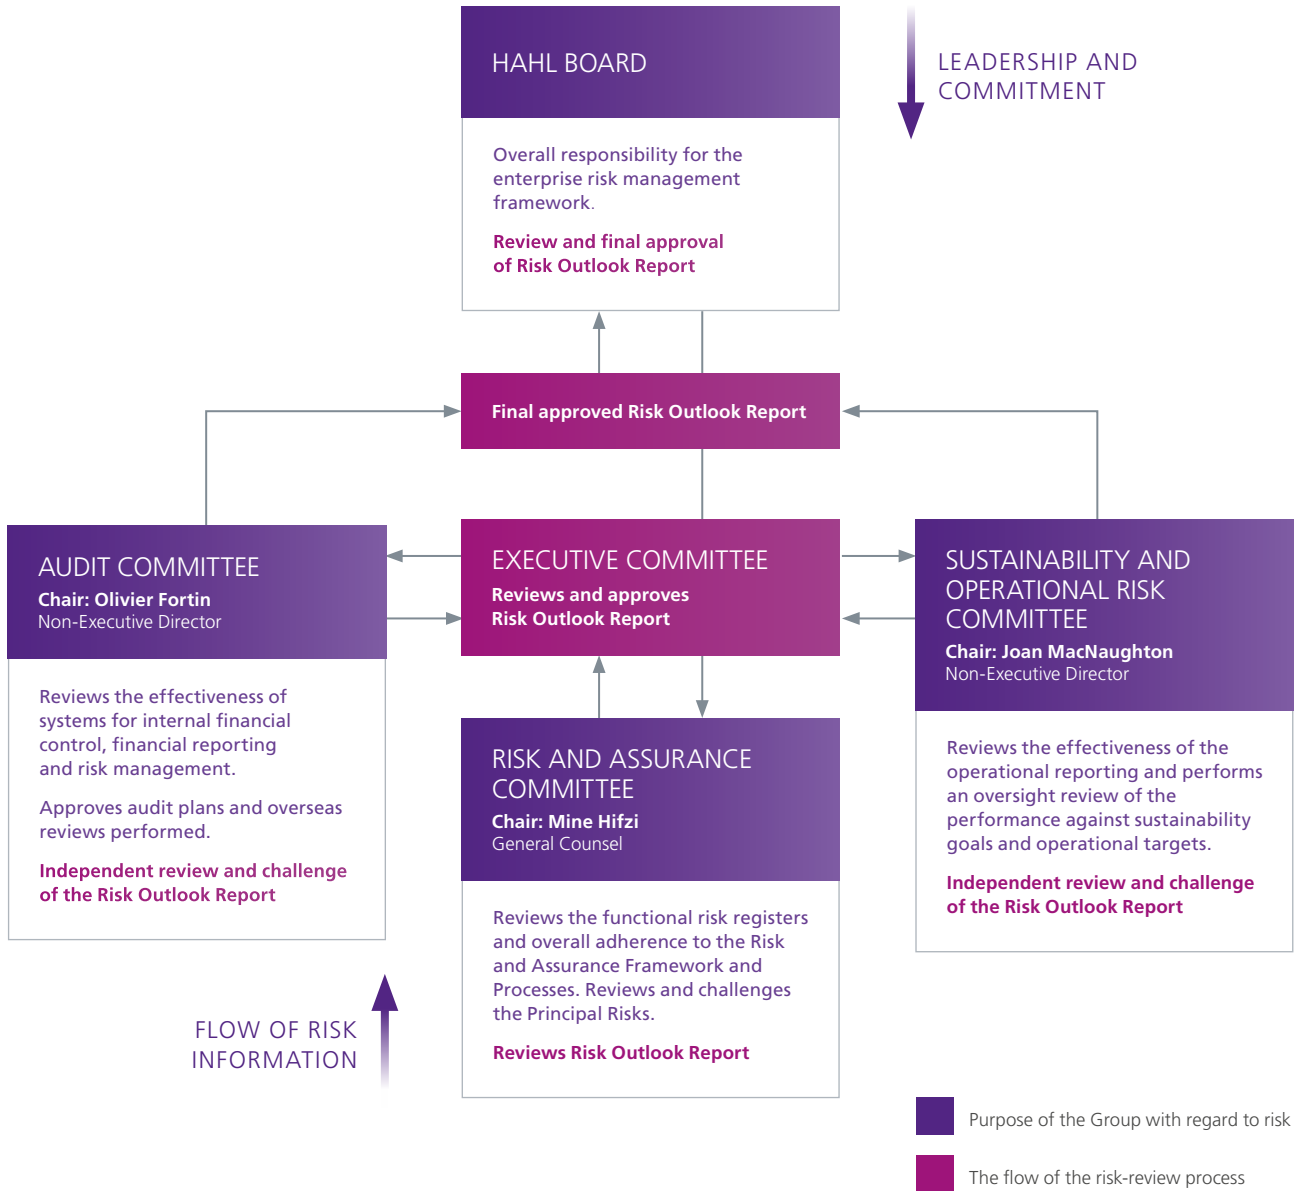 HAHL BOARD
LEADERSHIP AND
COMMITMENT
Overall responsibility for the
enterprise risk management
framework.
Review and final approval
of Risk Outlook Report
Final approved Risk Outlook Report
AUDIT COMMITTEE
Chair: Olivier Fortin
Non-Executive Director
Reviews the effectiveness of
systems for internal financial
control, financial reporting
and risk management.
Approves audit plans and overseas
reviews performed.
Independent review and challenge
of the Risk Outlook Report
EXECUTIVE COMMITTEE
Reviews and approves
Risk Outlook Report
SUSTAINABILITY AND
OPERATIONAL RISK
COMMITTEE
Chair: Joan MacNaughton
Non-Executive Director
Reviews the effectiveness of the
operational reporting and performs
an oversight review of the
performance against sustainability
goals and operational targets.
Independent review and challenge
of the Risk Outlook Report
RISK AND ASSURANCE
COMMITTEE
Chair: Mine Hifzi
General Counsel
Reviews the functional risk registers
and overall adherence to the Risk
and Assurance Framework and
Processes. Reviews and challenges
the Principal Risks.
Reviews Risk Outlook Report
FLOW OF RISK
INFORMATION
Purpose of the Group with regard to risk
The flow of the risk-review process